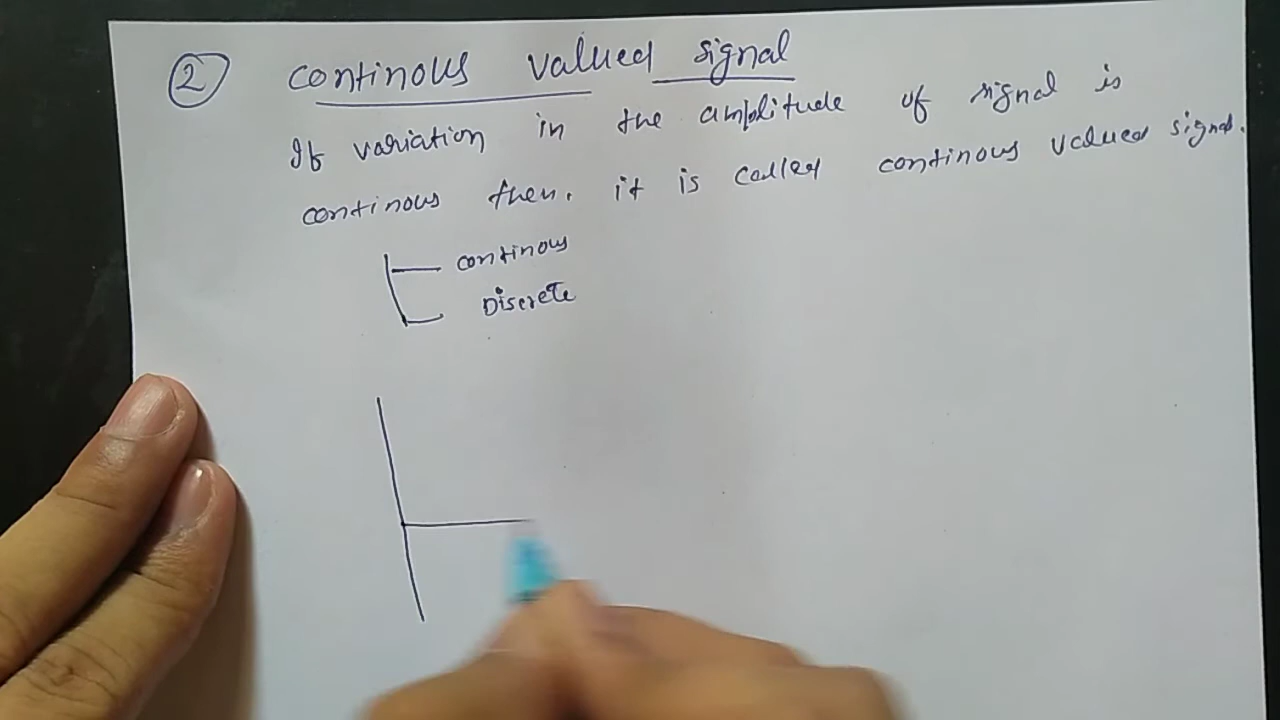 ② continous valued signal
If variation in the amplitude of signal is
continous then. it is called continous valued signal.
continous
Discrete